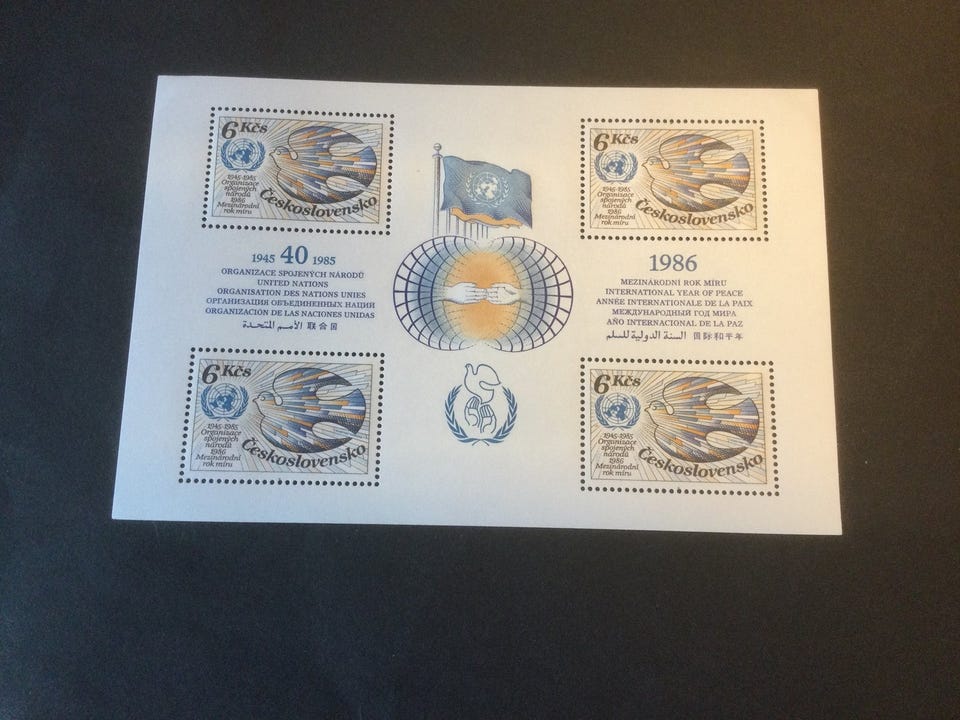 6 Kčs
1945-1985
Organizace
spojených
národů
1986
Mezinárodní
rok míru
Československo
6 Kčs
1945-1985
Organizace
spojených
národů
1986
Mezinárodní
rok míru
Československo
1945 40 1985
ORGANIZACE SPOJENÝCH NÁRODŮ
UNITED NATIONS
ORGANISATION DES NATIONS UNIES
ОРГАНИЗАЦИЯ ОБЪЕДИНЕННЫХ НАЦИЙ
ORGANIZACIÓN DE LAS NACIONES UNIDAS
الأمم المتحدة 联合国
1986
MEZINÁRODNÍ ROK MÍRU
INTERNATIONAL YEAR OF PEACE
ANNÉE INTERNATIONALE DE LA PAIX
МЕЖДУНАРОДНЫЙ ГОД МИРА
AÑO INTERNACIONAL DE LA PAZ
السنة الدولية للسلم 国际和平年
6 Kčs
1945-1985
Organizace
spojených
národů
1986
Mezinárodní
rok míru
Československo
6 Kčs
1945-1985
Organizace
spojených
národů
1986
Mezinárodní
rok míru
Československo